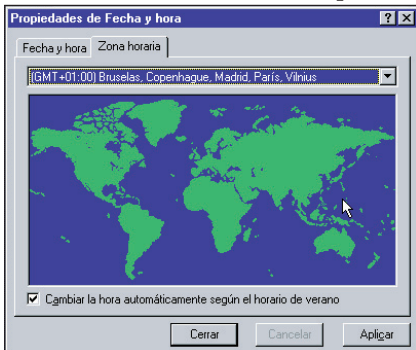 Propiedades de Fecha y hora
Fecha y hora Zona horaria
(GMT+01:00) Bruselas, Copenhague, Madrid, París, Vilnius
Cambiar la hora automáticamente según el horario de verano
Cerrar Cancelar Aplicar